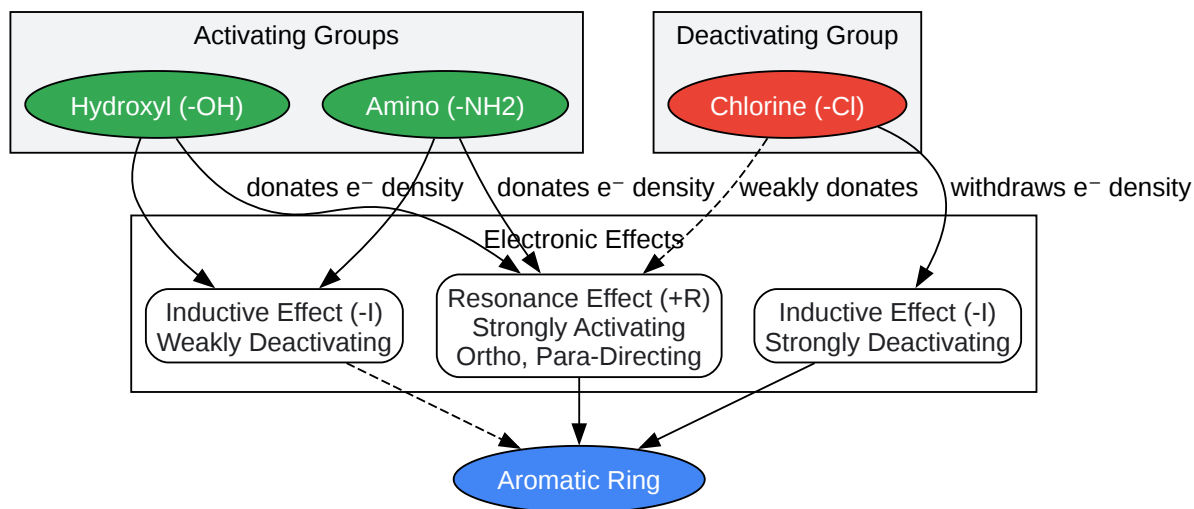 Activating Groups
Deactivating Group
Hydroxyl (-OH)
Amino (-NH2)
Chlorine (-Cl)
donates e⁻ density
donates e⁻ density
weakly donates
withdraws e⁻ density
Electronic Effects
Inductive Effect (-I)
Weakly Deactivating
Resonance Effect (+R)
Strongly Activating
Ortho, Para-Directing
Inductive Effect (-I)
Strongly Deactivating
Aromatic Ring